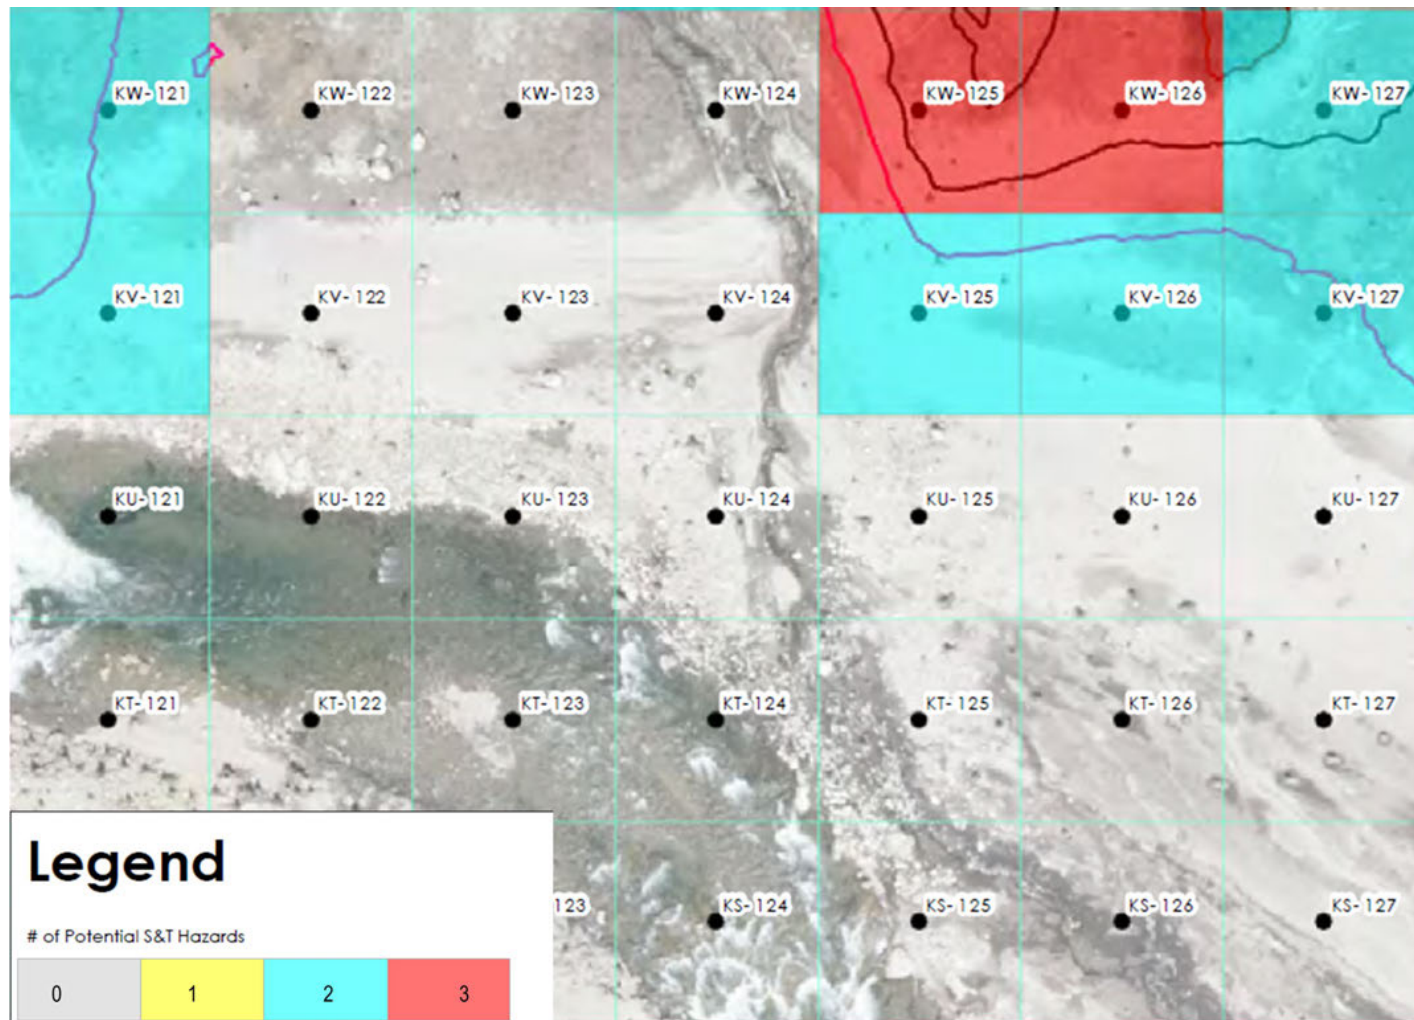 KW-121 KW-122 KW-123 KW-124 KW-125 KW-126 KW-127
KV-121 KV-122 KV-123 KV-124 KV-125 KV-126 KV-127
KU-121 KU-122 KU-123 KU-124 KU-125 KU-126 KU-127
KT-121 KT-122 KT-123 KT-124 KT-125 KT-126 KT-127
123 KS-124 KS-125 KS-126 KS-127
Legend
# of Potential S&T Hazards
0 1 2 3